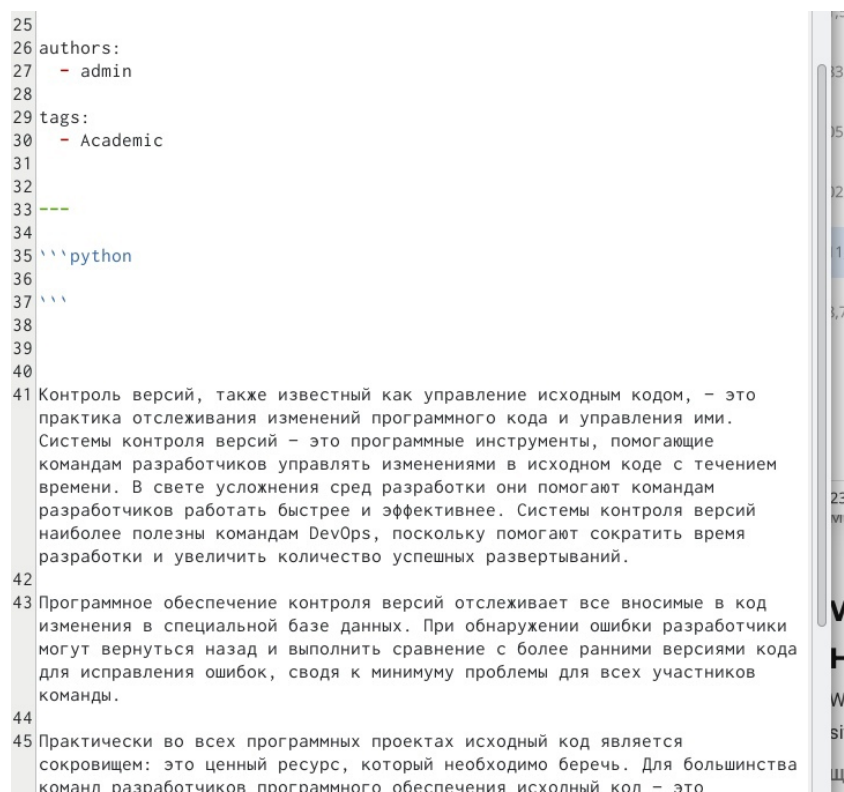 25
26 authors:
27   - admin
28
29 tags:
30   - Academic
31
32
33 ---
34
35 ```python
36
37 ```
38
39
40
41 Контроль версий, также известный как управление исходным кодом, — это
практика отслеживания изменений программного кода и управления ими.
Системы контроля версий — это программные инструменты, помогающие
командам разработчиков управлять изменениями в исходном коде с течением
времени. В свете усложнения сред разработки они помогают командам
разработчиков работать быстрее и эффективнее. Системы контроля версий
наиболее полезны командам DevOps, поскольку помогают сократить время
разработки и увеличить количество успешных развертываний.
42
43 Программное обеспечение контроля версий отслеживает все вносимые в код
изменения в специальной базе данных. При обнаружении ошибки разработчики
могут вернуться назад и выполнить сравнение с более ранними версиями кода
для исправления ошибок, сводя к минимуму проблемы для всех участников
команды.
44
45 Практически во всех программных проектах исходный код является
сокровищем: это ценный ресурс, который необходимо беречь. Для большинства
команд разработчиков программного обеспечения исходный код — это